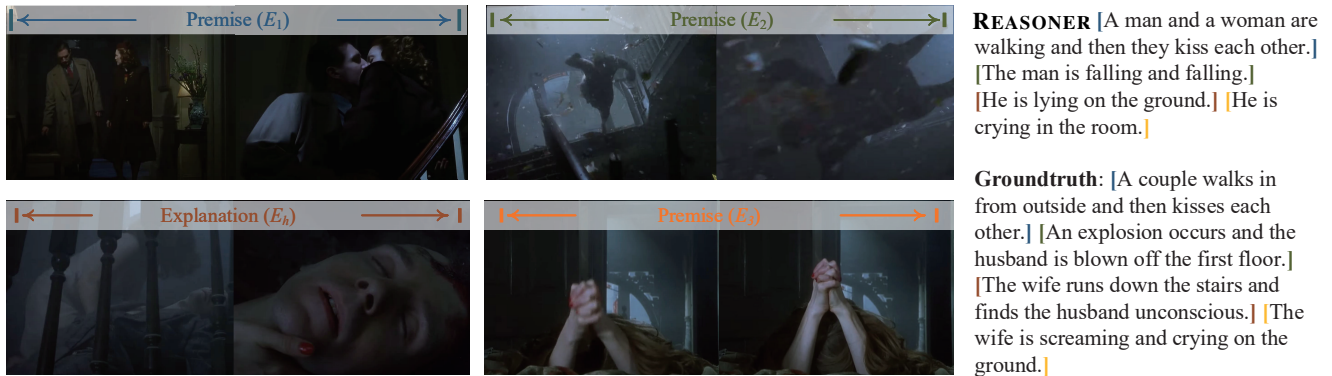 Premise (E1)
Premise (E2)
Explanation (Eh)
Premise (E3)
REASONER [A man and a woman are
walking and then they kiss each other.]
[The man is falling and falling.]
[He is lying on the ground.] [He is
crying in the room.]
Groundtruth: [A couple walks in
from outside and then kisses each
other.] [An explosion occurs and the
husband is blown off the first floor.]
[The wife runs down the stairs and
finds the husband unconscious.] [The
wife is screaming and crying on the
ground.]